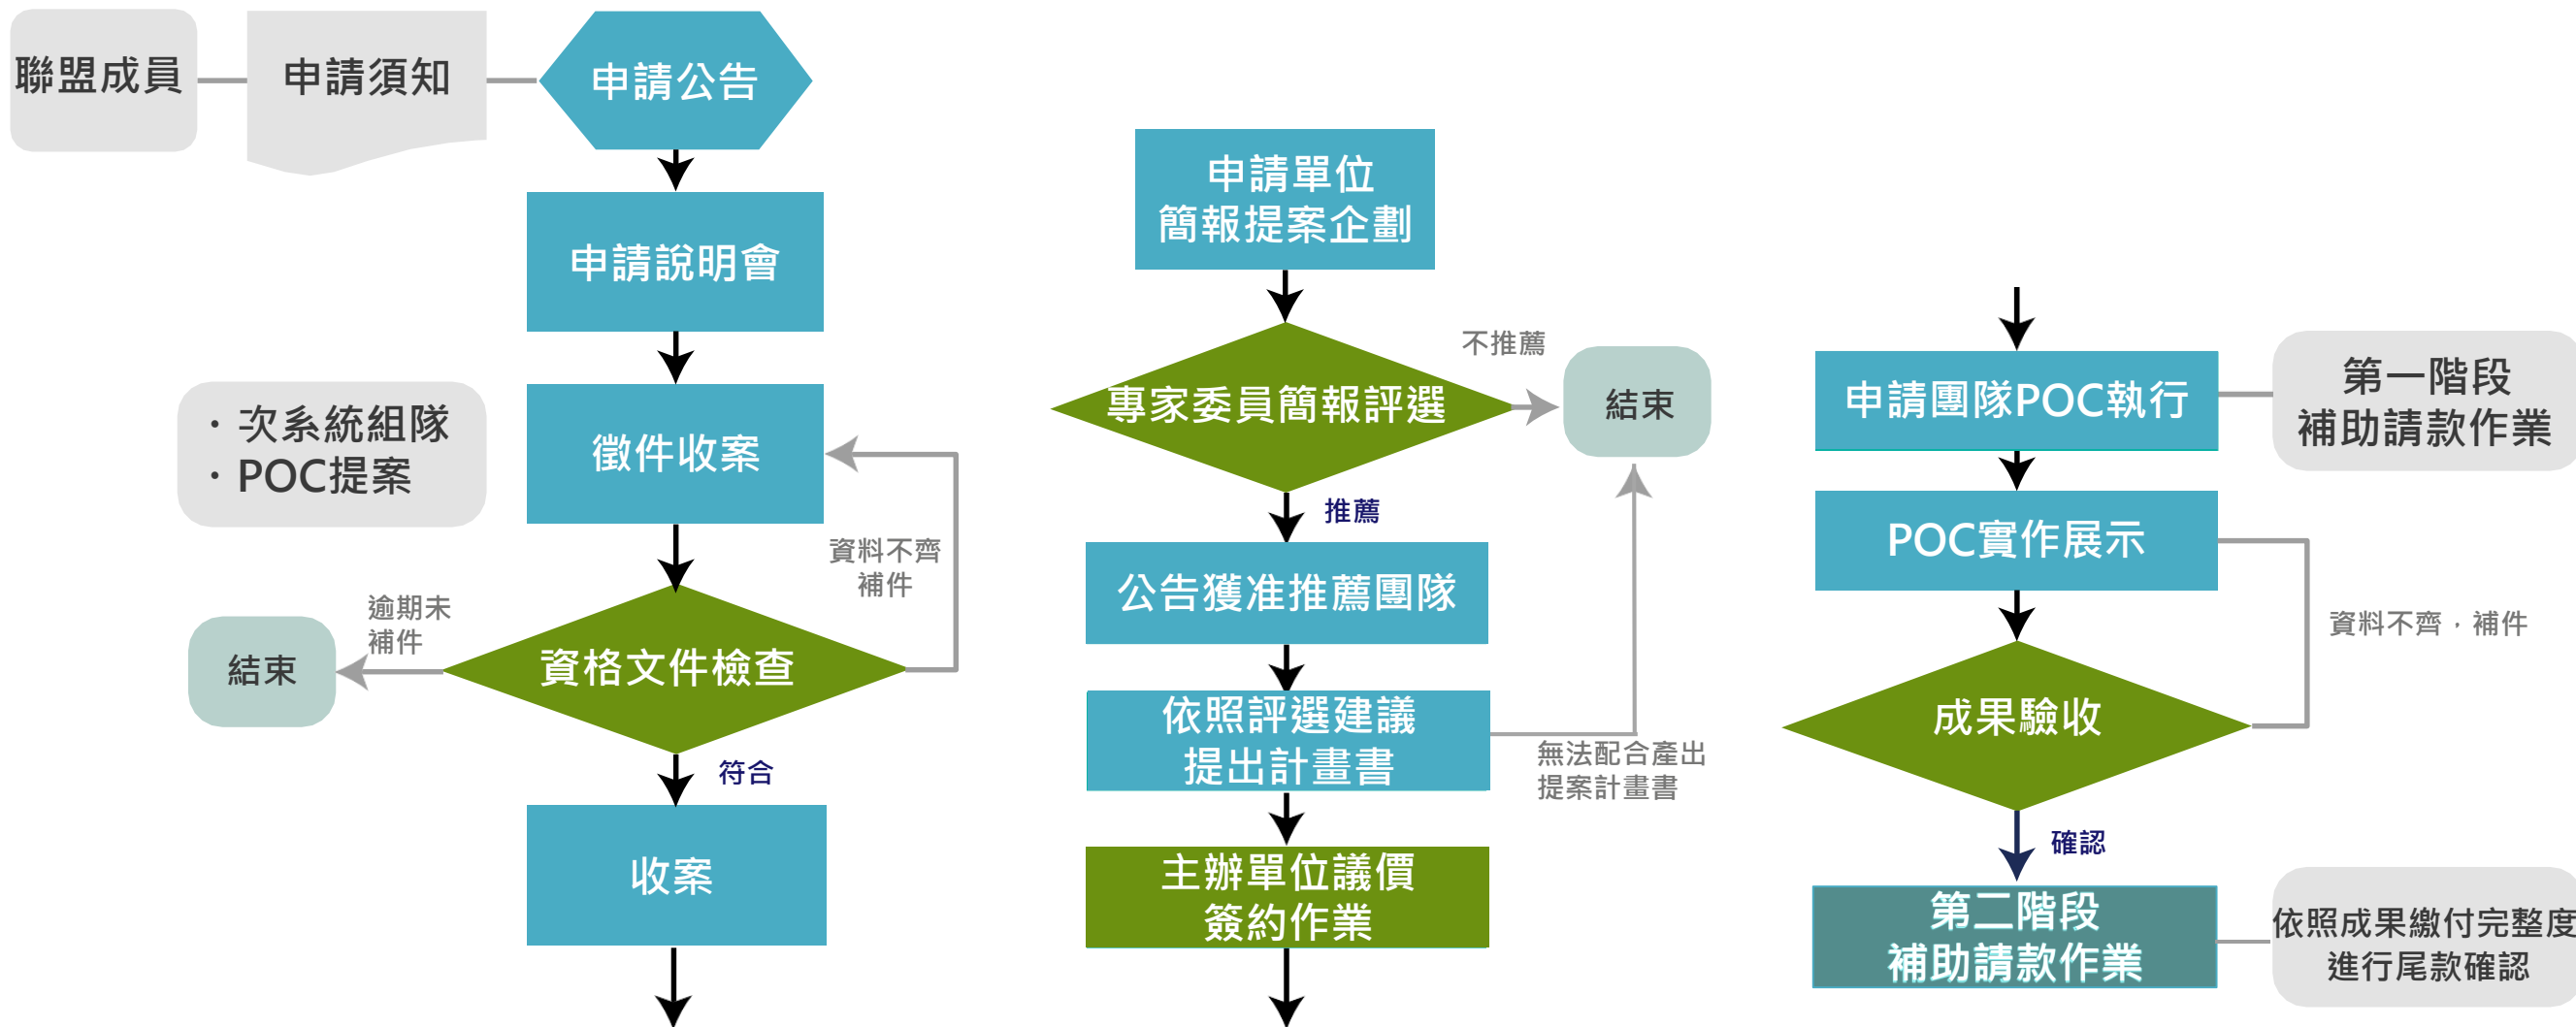 聯盟成員
申請須知
申請公告
申請說明會
・次系統組隊
・POC提案
徵件收案
資料不齊
補件
逾期未
補件
結束
資格文件檢查
符合
收案
申請單位
簡報提案企劃
不推薦
專家委員簡報評選
結束
推薦
公告獲准推薦團隊
依照評選建議
提出計畫書
無法配合產出
提案計畫書
主辦單位議價
簽約作業
申請團隊POC執行
第一階段
補助請款作業
POC實作展示
資料不齊，補件
成果驗收
確認
第二階段
補助請款作業
依照成果繳付完整度
進行尾款確認